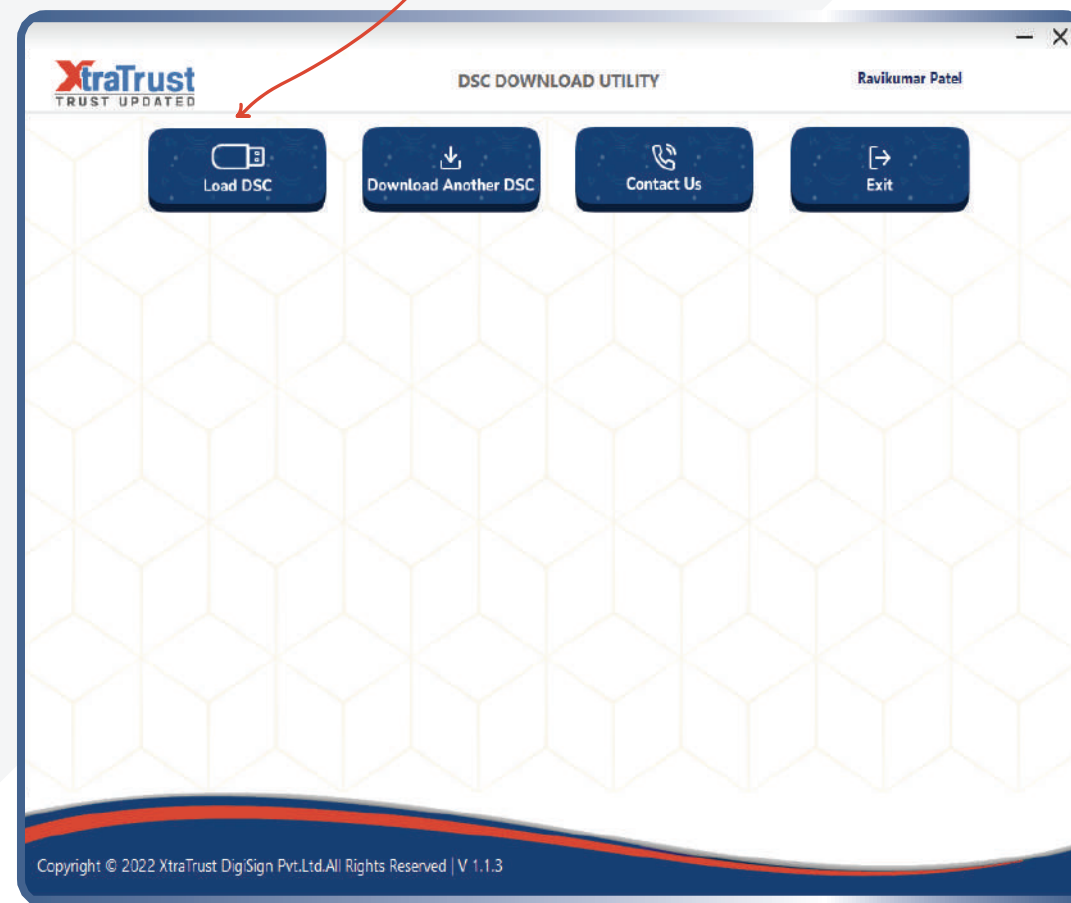 XtraTrust
TRUST UPDATED
DSC DOWNLOAD UTILITY
Ravikumar Patel
Load DSC
Download Another DSC
Contact Us
Exit
Copyright © 2022 XtraTrust DigiSign Pvt.Ltd.All Rights Reserved | V 1.1.3